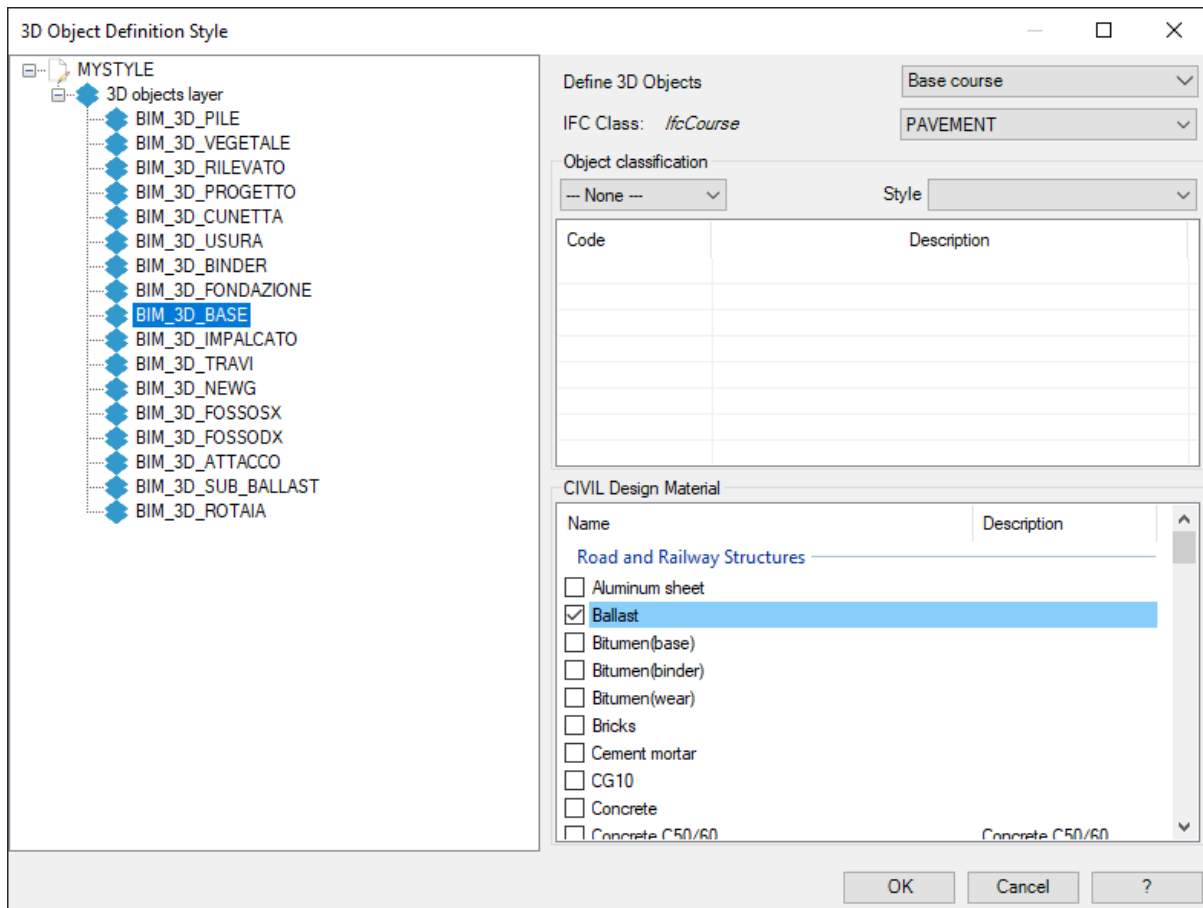 3D Object Definition Style
MYSTYLE
3D objects layer
BIM_3D_PILE
BIM_3D_VEGETALE
BIM_3D_RILEVATO
BIM_3D_PROGETTO
BIM_3D_CUNETTA
BIM_3D_USURA
BIM_3D_BINDER
BIM_3D_FONDAZIONE
BIM_3D_BASE
BIM_3D_IMPALCATO
BIM_3D_TRAVI
BIM_3D_NEWG
BIM_3D_FOSSOSX
BIM_3D_FOSSODX
BIM_3D_ATTACCO
BIM_3D_SUB_BALLAST
BIM_3D_ROTAIA
Define 3D Objects Base course
IFC Class: IfcCourse PAVEMENT
Object classification
--- None --- Style
Code Description
CIVIL Design Material
Name Description
Road and Railway Structures
Aluminum sheet
Ballast
Bitumen(base)
Bitumen(binder)
Bitumen(wear)
Bricks
Cement mortar
CG10
Concrete
Concrete C50/60 Concrete C50/60
OK Cancel ?